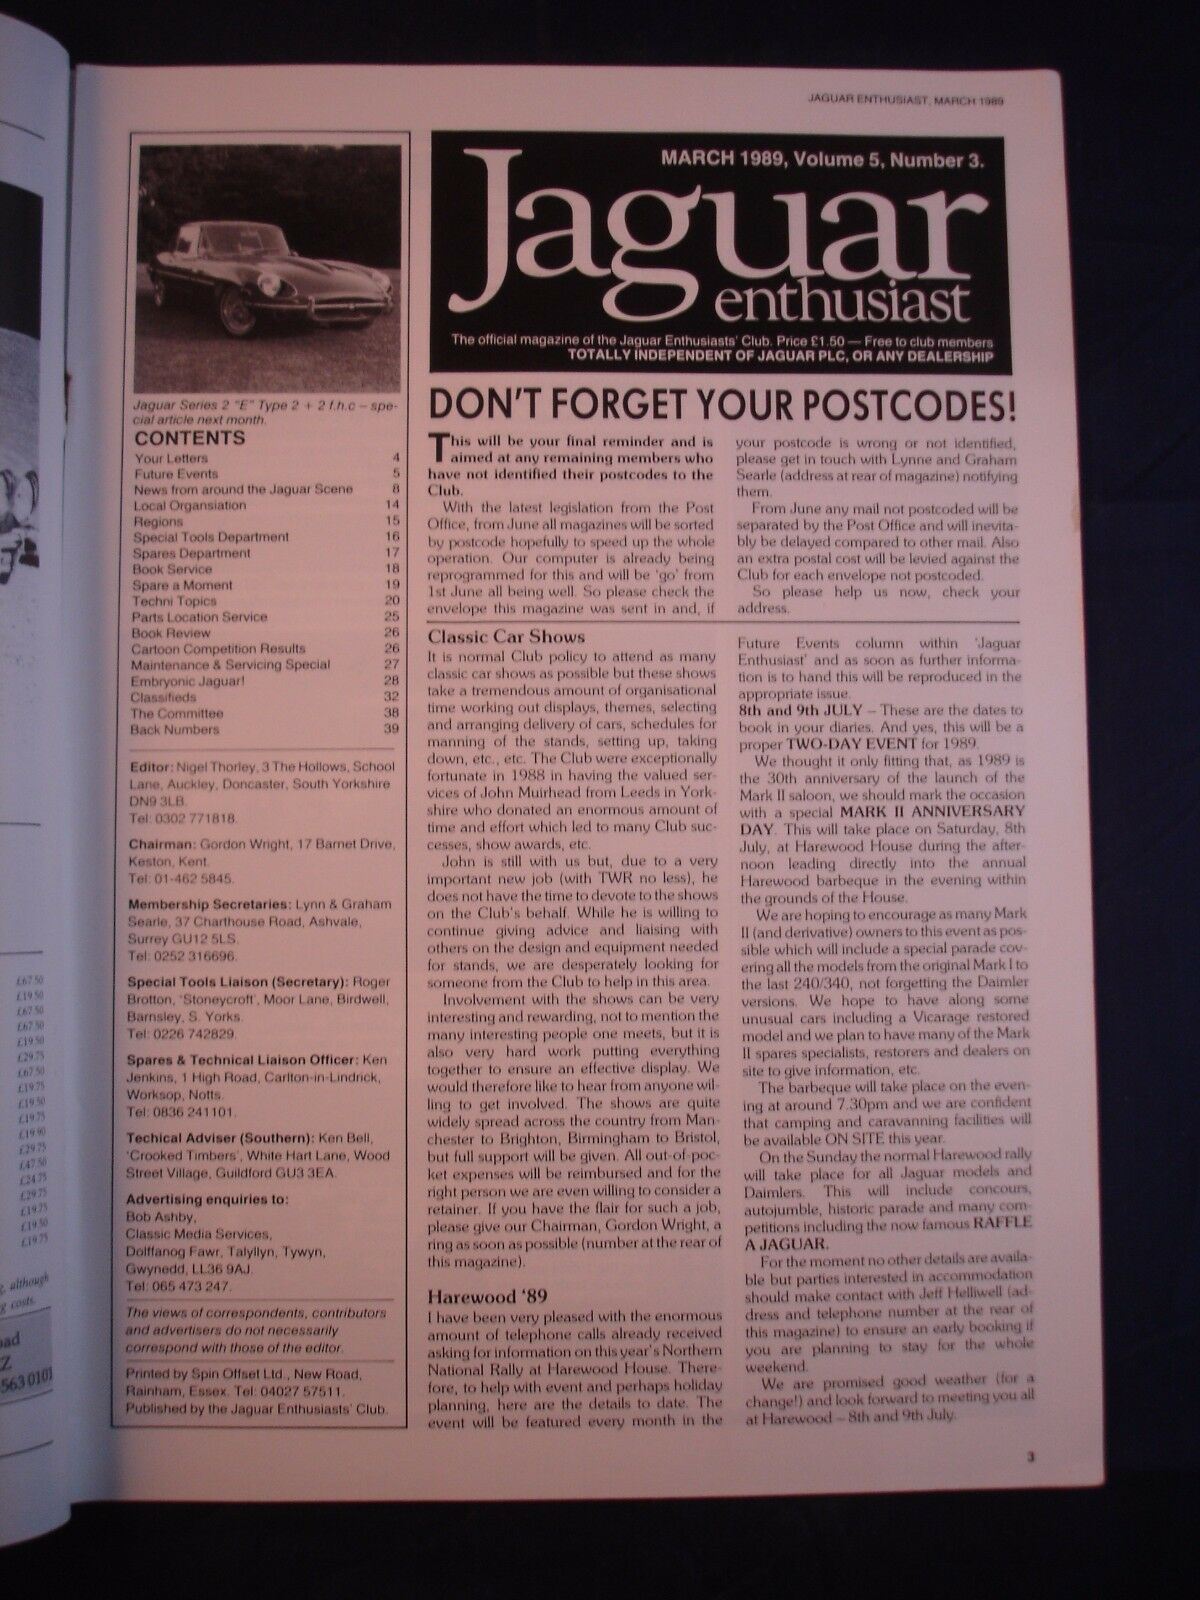 JAGUAR ENTHUSIAST, MARCH 1989
Jaguar Series 2 "E" Type 2 + 2 f.h.c – spe-
cial article next month.
CONTENTS
Your Letters 4
Future Events 5
News from around the Jaguar Scene 8
Local Organsiation 14
Regions 15
Special Tools Department 16
Spares Department 17
Book Service 18
Spare a Moment 19
Techni Topics 20
Parts Location Service 25
Book Review 26
Cartoon Competition Results 26
Maintenance & Servicing Special 27
Embryonic Jaguar! 28
Classifieds 32
The Committee 38
Back Numbers 39
Editor: Nigel Thorley, 3 The Hollows, School
Lane, Auckley, Doncaster, South Yorkshire
DN9 3LB.
Tel: 0302 771818.
Chairman: Gordon Wright, 17 Barnet Drive,
Keston, Kent.
Tel: 01-462 5845.
Membership Secretaries: Lynn & Graham
Searle, 37 Charthouse Road, Ashvale,
Surrey GU12 5LS.
Tel: 0252 316696.
Special Tools Liaison (Secretary): Roger
Brotton, 'Stoneycroft', Moor Lane, Birdwell,
Barnsley, S. Yorks.
Tel: 0226 742829.
Spares & Technical Liaison Officer: Ken
Jenkins, 1 High Road, Carlton-in-Lindrick,
Worksop, Notts.
Tel: 0836 241101.
Techical Adviser (Southern): Ken Bell,
'Crooked Timbers', White Hart Lane, Wood
Street Village, Guildford GU3 3EA.
Advertising enquiries to:
Bob Ashby,
Classic Media Services,
Dolffanog Fawr, Talyllyn, Tywyn,
Gwynedd, LL36 9AJ.
Tel: 065 473 247.
The views of correspondents, contributors
and advertisers do not necessarily
correspond with those of the editor.
Printed by Spin Offset Ltd., New Road,
Rainham, Essex. Tel: 04027 57511.
Published by the Jaguar Enthusiasts' Club.
MARCH 1989, Volume 5, Number 3.
Jaguar
enthusiast
The official magazine of the Jaguar Enthusiasts' Club. Price £1.50 — Free to club members
TOTALLY INDEPENDENT OF JAGUAR PLC, OR ANY DEALERSHIP
DON'T FORGET YOUR POSTCODES!
This will be your final reminder and is
aimed at any remaining members who
have not identified their postcodes to the
Club.
With the latest legislation from the Post
Office, from June all magazines will be sorted
by postcode hopefully to speed up the whole
operation. Our computer is already being
reprogrammed for this and will be 'go' from
1st June all being well. So please check the
envelope this magazine was sent in and, if
your postcode is wrong or not identified,
please get in touch with Lynne and Graham
Searle (address at rear of magazine) notifying
them.
From June any mail not postcoded will be
separated by the Post Office and will inevita-
bly be delayed compared to other mail. Also
an extra postal cost will be levied against the
Club for each envelope not postcoded.
So please help us now, check your
address.
Classic Car Shows
It is normal Club policy to attend as many
classic car shows as possible but these shows
take a tremendous amount of organisational
time working out displays, themes, selecting
and arranging delivery of cars, schedules for
manning of the stands, setting up, taking
down, etc., etc. The Club were exceptionally
fortunate in 1988 in having the valued ser-
vices of John Muirhead from Leeds in York-
shire who donated an enormous amount of
time and effort which led to many Club suc-
cesses, show awards, etc.
John is still with us but, due to a very
important new job (with TWR no less), he
does not have the time to devote to the shows
on the Club's behalf. While he is willing to
continue giving advice and liaising with
others on the design and equipment needed
for stands, we are desperately looking for
someone from the Club to help in this area.
Involvement with the shows can be very
interesting and rewarding, not to mention the
many interesting people one meets, but it is
also very hard work putting everything
together to ensure an effective display. We
would therefore like to hear from anyone wil-
ling to get involved. The shows are quite
widely spread across the country from Man-
chester to Brighton, Birmingham to Bristol,
but full support will be given. All out-of-poc-
ket expenses will be reimbursed and for the
right person we are even willing to consider a
retainer. If you have the flair for such a job,
please give our Chairman, Gordon Wright, a
ring as soon as possible (number at the rear of
this magazine).
Harewood '89
I have been very pleased with the enormous
amount of telephone calls already received
asking for information on this year's Northern
National Rally at Harewood House. There-
fore, to help with event and perhaps holiday
planning, here are the details to date. The
event will be featured every month in the
Future Events column within 'Jaguar
Enthusiast' and as soon as further informa-
tion is to hand this will be reproduced in the
appropriate issue.
8th and 9th JULY – These are the dates to
book in your diaries. And yes, this will be a
proper TWO-DAY EVENT for 1989.
We thought it only fitting that, as 1989 is
the 30th anniversary of the launch of the
Mark II saloon, we should mark the occasion
with a special MARK II ANNIVERSARY
DAY. This will take place on Saturday, 8th
July, at Harewood House during the after-
noon leading directly into the annual
Harewood barbeque in the evening within
the grounds of the House.
We are hoping to encourage as many Mark
II (and derivative) owners to this event as pos-
sible which will include a special parade cov-
ering all the models from the original Mark I to
the last 240/340, not forgetting the Daimler
versions. We hope to have along some
unusual cars including a Vicarage restored
model and we plan to have many of the Mark
II spares specialists, restorers and dealers on
site to give information, etc.
The barbeque will take place on the even-
ing at around 7.30pm and we are confident
that camping and caravanning facilities will
be available ON SITE this year.
On the Sunday the normal Harewood rally
will take place for all Jaguar models and
Daimlers. This will include concours,
autojumble, historic parade and many com-
petitions including the now famous RAFFLE
A JAGUAR.
For the moment no other details are availa-
ble but parties interested in accommodation
should make contact with Jeff Helliwell (ad-
dress and telephone number at the rear of
this magazine) to ensure an early booking if
you are planning to stay for the whole
weekend.
We are promised good weather (for a
change!) and look forward to meeting you all
at Harewood – 8th and 9th July.
3
£67.50
£19.50
£67.50
£67.50
£19.50
£29.75
£67.50
£19.75
£19.50
£19.75
£19.90
£29.75
£47.50
£24.75
£29.75
£19.75
£19.50
£19.75
although
costs.
563 0101